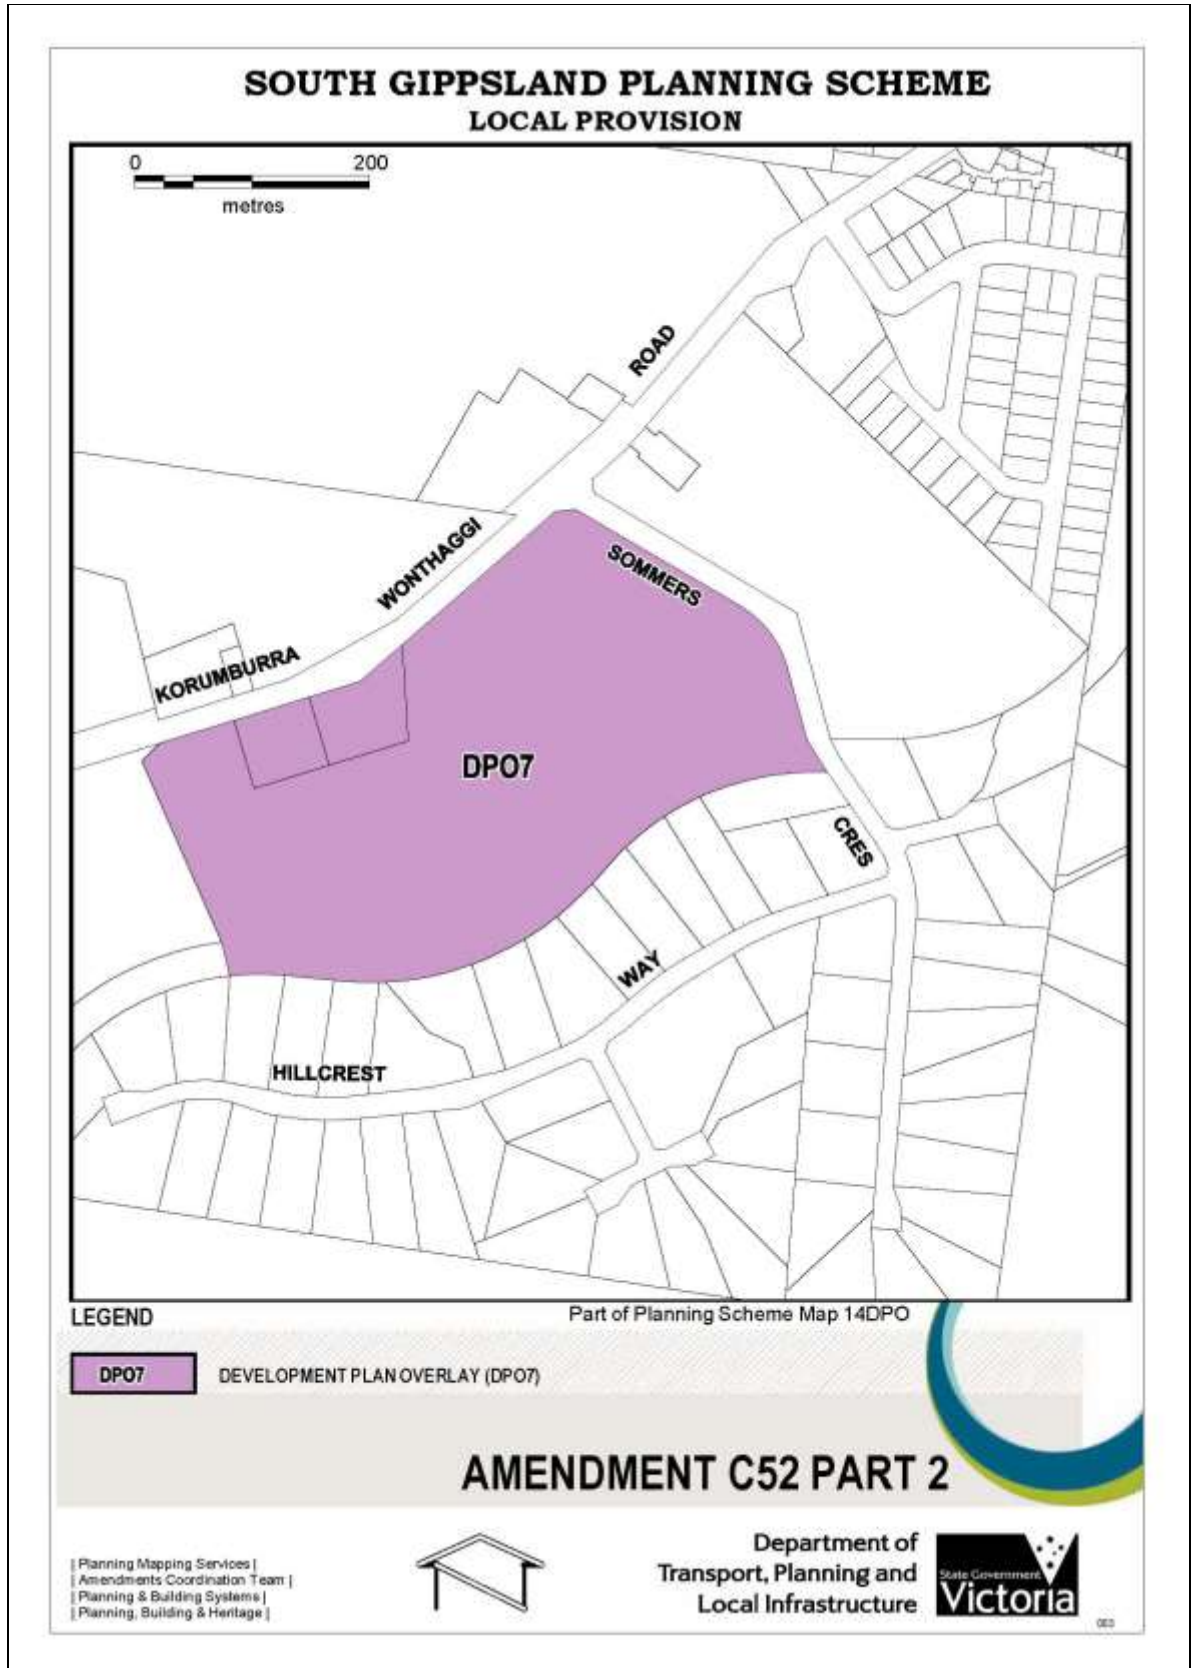 SOUTH GIPPSLAND PLANNING SCHEME
LOCAL PROVISION
0 200
metres
ROAD
WONTHAGGI
SOMMERS
KORUMBURRA
DPO7
CRES
WAY
HILLCREST
LEGEND
Part of Planning Scheme Map 14DPO
DPO7
DEVELOPMENT PLAN OVERLAY (DPO7)
AMENDMENT C52 PART 2
| Planning Mapping Services |
| Amendments Coordination Team |
| Planning & Building Systems |
| Planning, Building & Heritage |
Department of
Transport, Planning and
Local Infrastructure
State Government
Victoria
003